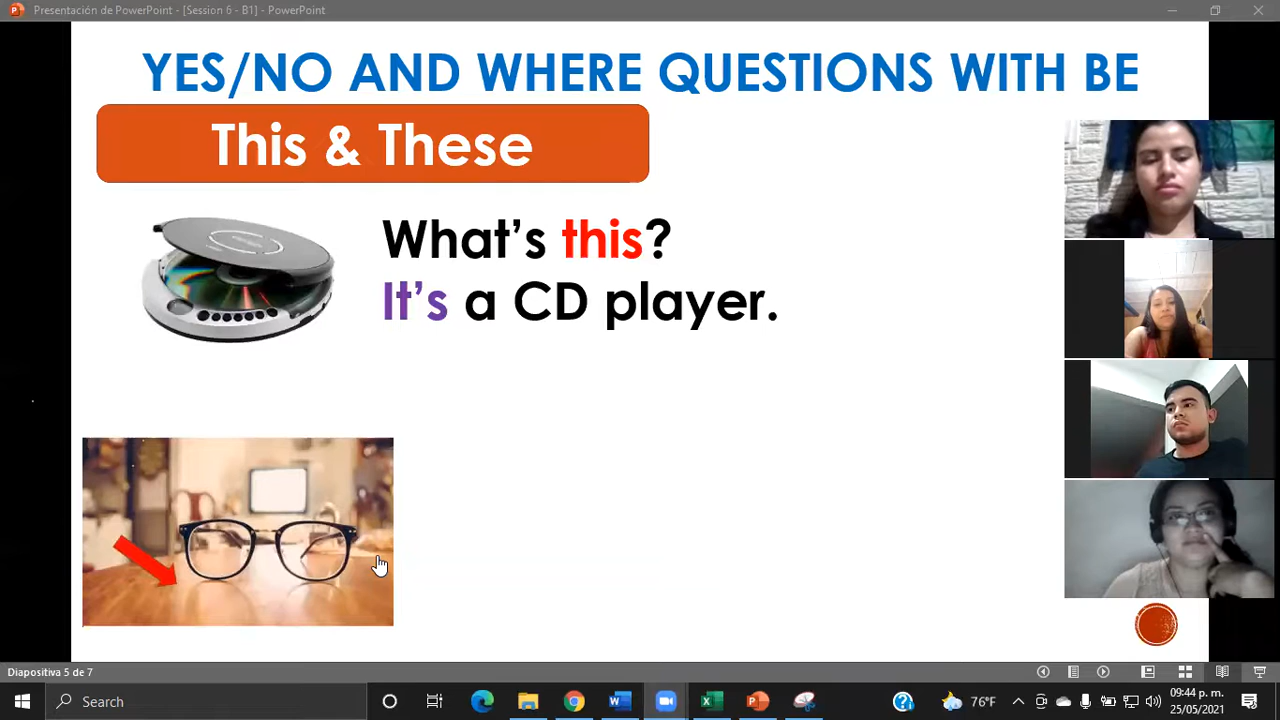 Presentación de PowerPoint - [Session 6 - B1] - PowerPoint
YES/NO AND WHERE QUESTIONS WITH BE
This & These
What's this?
It's a CD player.
Diapositiva 5 de 7
Search
76°F
09:44 p. m.
25/05/2021